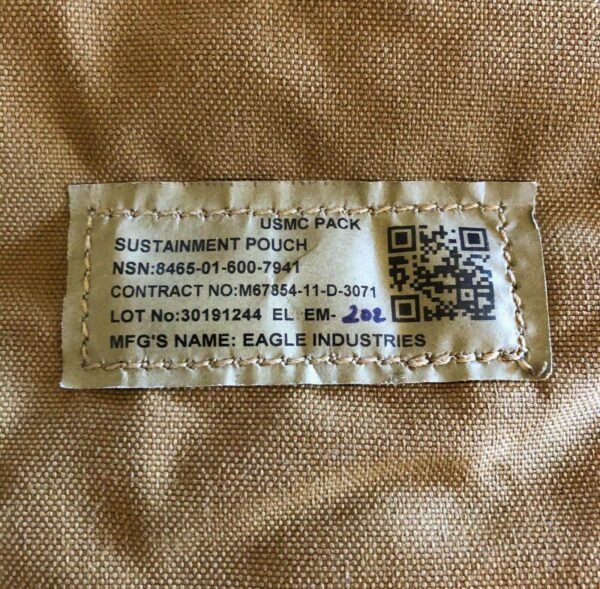 USMC PACK
SUSTAINMENT POUCH
NSN:8465-01-600-7941
CONTRACT NO:M67854-11-D-3071
LOT No:30191244 EL EM- 202
MFG'S NAME: EAGLE INDUSTRIES